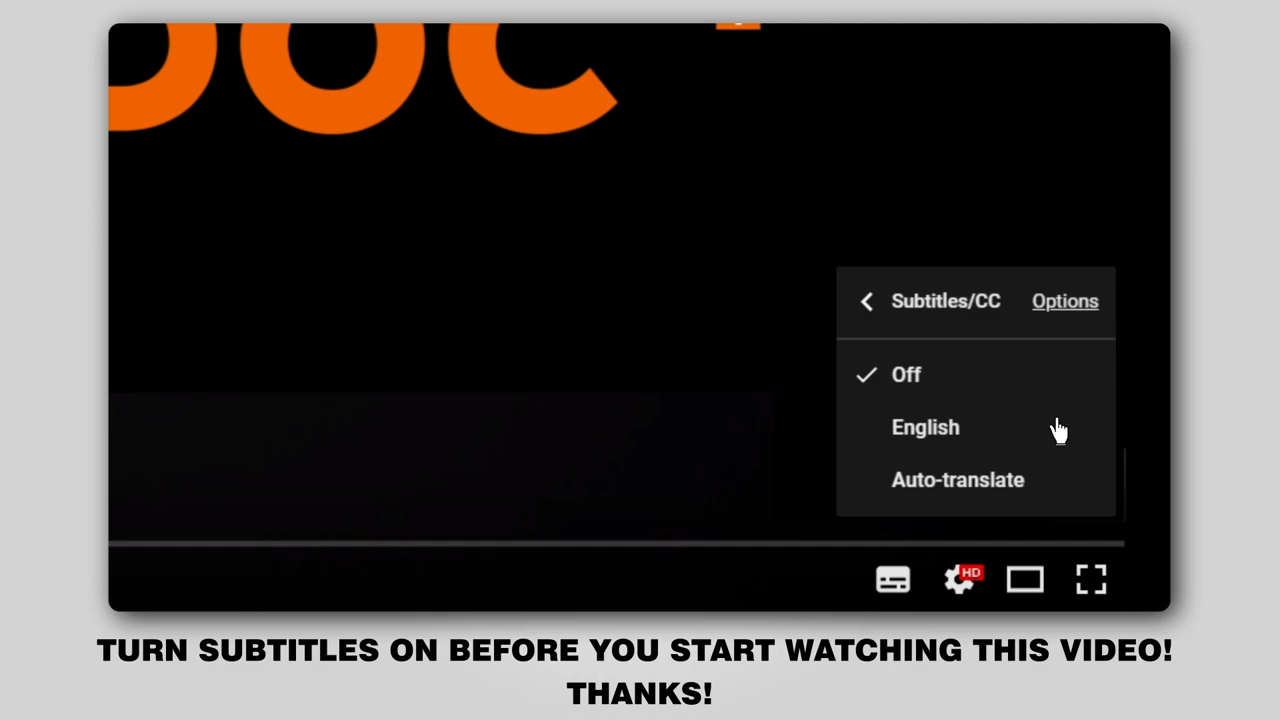 Subtitles/CC Options
Off
English
Auto-translate
HD
TURN SUBTITLES ON BEFORE YOU START WATCHING THIS VIDEO!
THANKS!